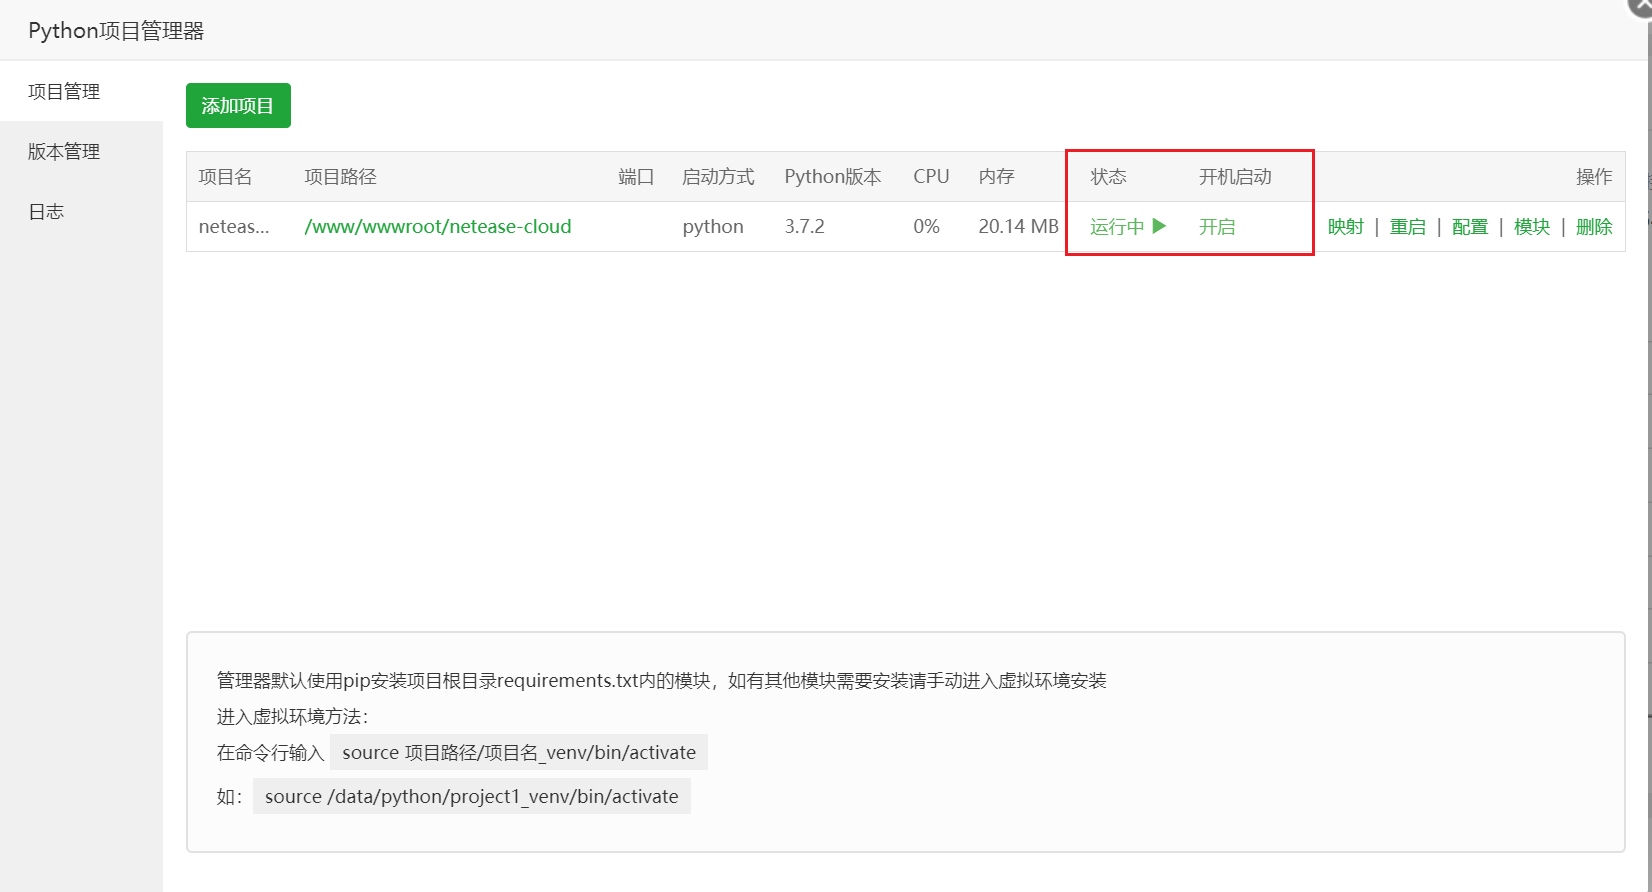 Python项目管理器
项目管理
版本管理
日志
添加项目
项目名 项目路径 端口 启动方式 Python版本 CPU 内存 状态 开机启动 操作
neteas... /www/wwwroot/netease-cloud python 3.7.2 0% 20.14 MB 运行中 开启 映射 | 重启 | 配置 | 模块 | 删除
管理器默认使用pip安装项目根目录requirements.txt内的模块，如有其他模块需要安装请手动进入虚拟环境安装
进入虚拟环境方法：
在命令行输入 source 项目路径/项目名_venv/bin/activate
如： source /data/python/project1_venv/bin/activate